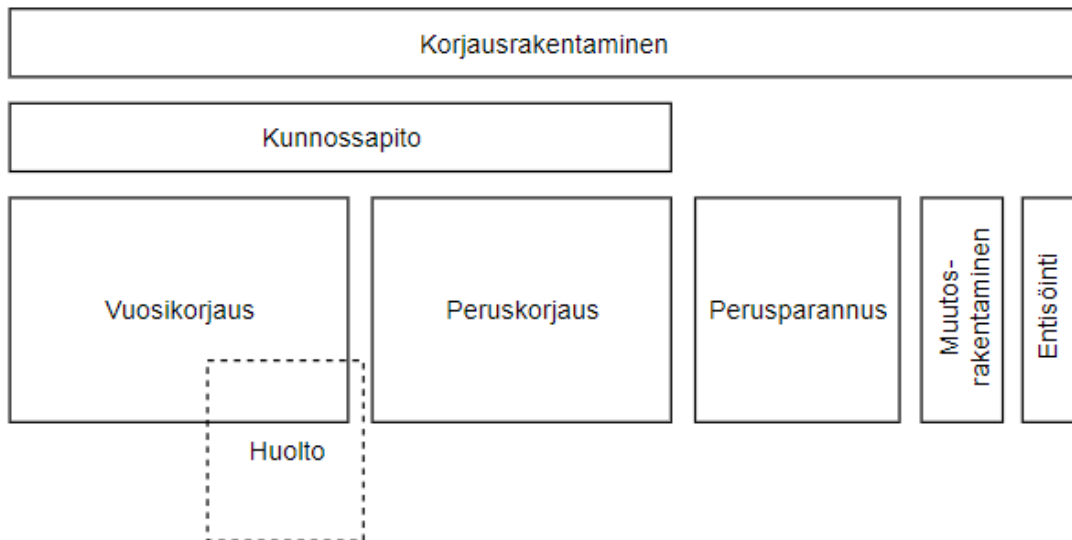 Korjausrakentaminen
Kunnossapito
Vuosikorjaus
Peruskorjaus
Perusparannus
Muutos-
rakentaminen
Entisöinti
Huolto